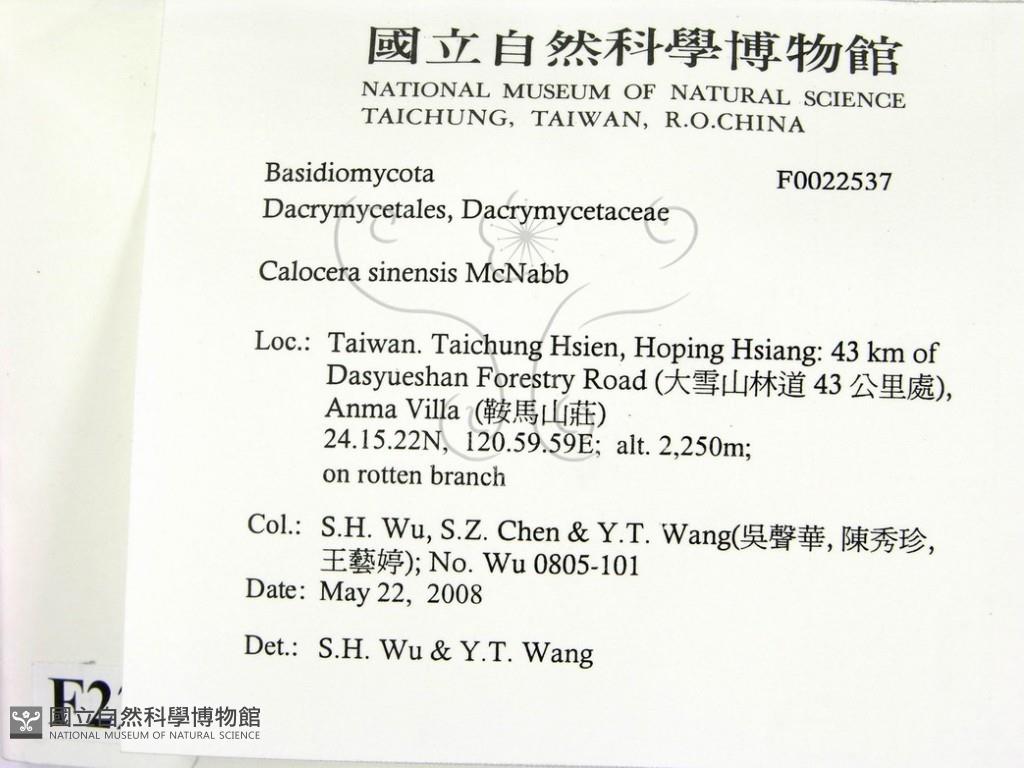 國立自然科學博物館
NATIONAL MUSEUM OF NATURAL SCIENCE
TAICHUNG, TAIWAN, R.O.CHINA
Basidiomycota F0022537
Dacrymycetales, Dacrymycetaceae
Calocera sinensis McNabb
Loc.: Taiwan. Taichung Hsien, Hoping Hsiang: 43 km of
Dasyueshan Forestry Road (大雪山林道 43 公里處),
Anma Villa (鞍馬山莊)
24.15.22N, 120.59.59E; alt. 2,250m;
on rotten branch
Col.: S.H. Wu, S.Z. Chen & Y.T. Wang(吳聲華, 陳秀珍,
王藝婷); No. Wu 0805-101
Date: May 22, 2008
Det.: S.H. Wu & Y.T. Wang
F2
國立自然科學博物館
NATIONAL MUSEUM OF NATURAL SCIENCE